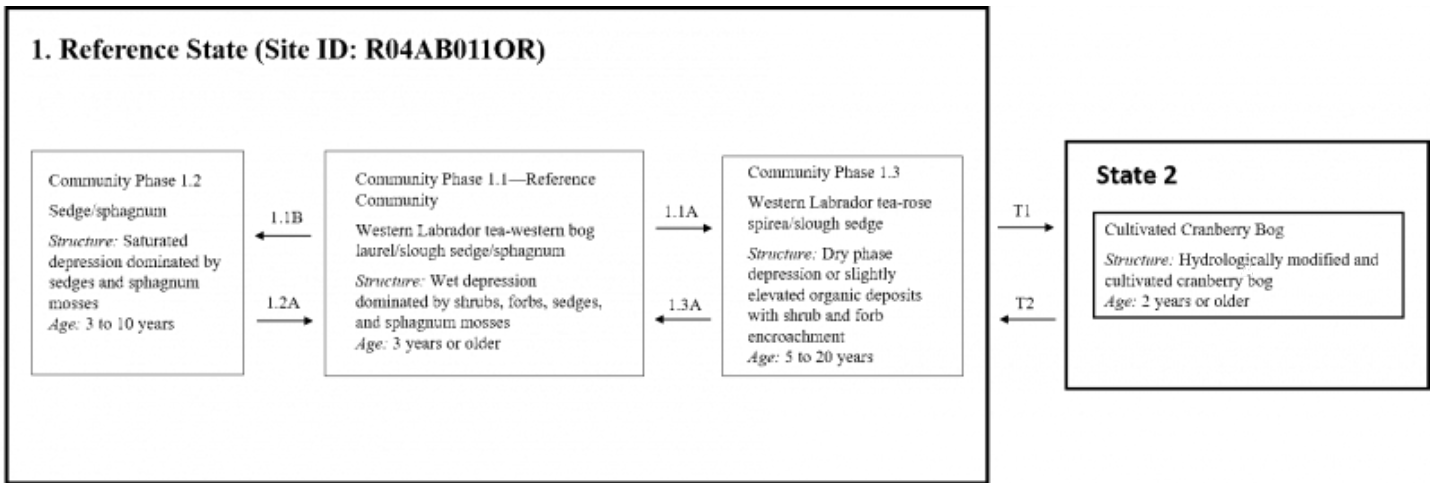 1. Reference State (Site ID: R04AB011OR)
Community Phase 1.2
Sedge/sphagnum
Structure: Saturated
depression dominated by
sedges and sphagnum
mosses
Age: 3 to 10 years
1.1B
1.2A
Community Phase 1.1—Reference
Community
Western Labrador tea-western bog
laurel/slough sedge/sphagnum
Structure: Wet depression
dominated by shrubs, forbs, sedges,
and sphagnum mosses
Age: 3 years or older
1.1A
1.3A
Community Phase 1.3
Western Labrador tea-rose
spirea/slough sedge
Structure: Dry phase
depression or slightly
elevated organic deposits
with shrub and forb
encroachment
Age: 5 to 20 years
T1
T2
State 2
Cultivated Cranberry Bog
Structure: Hydrologically modified and
cultivated cranberry bog
Age: 2 years or older